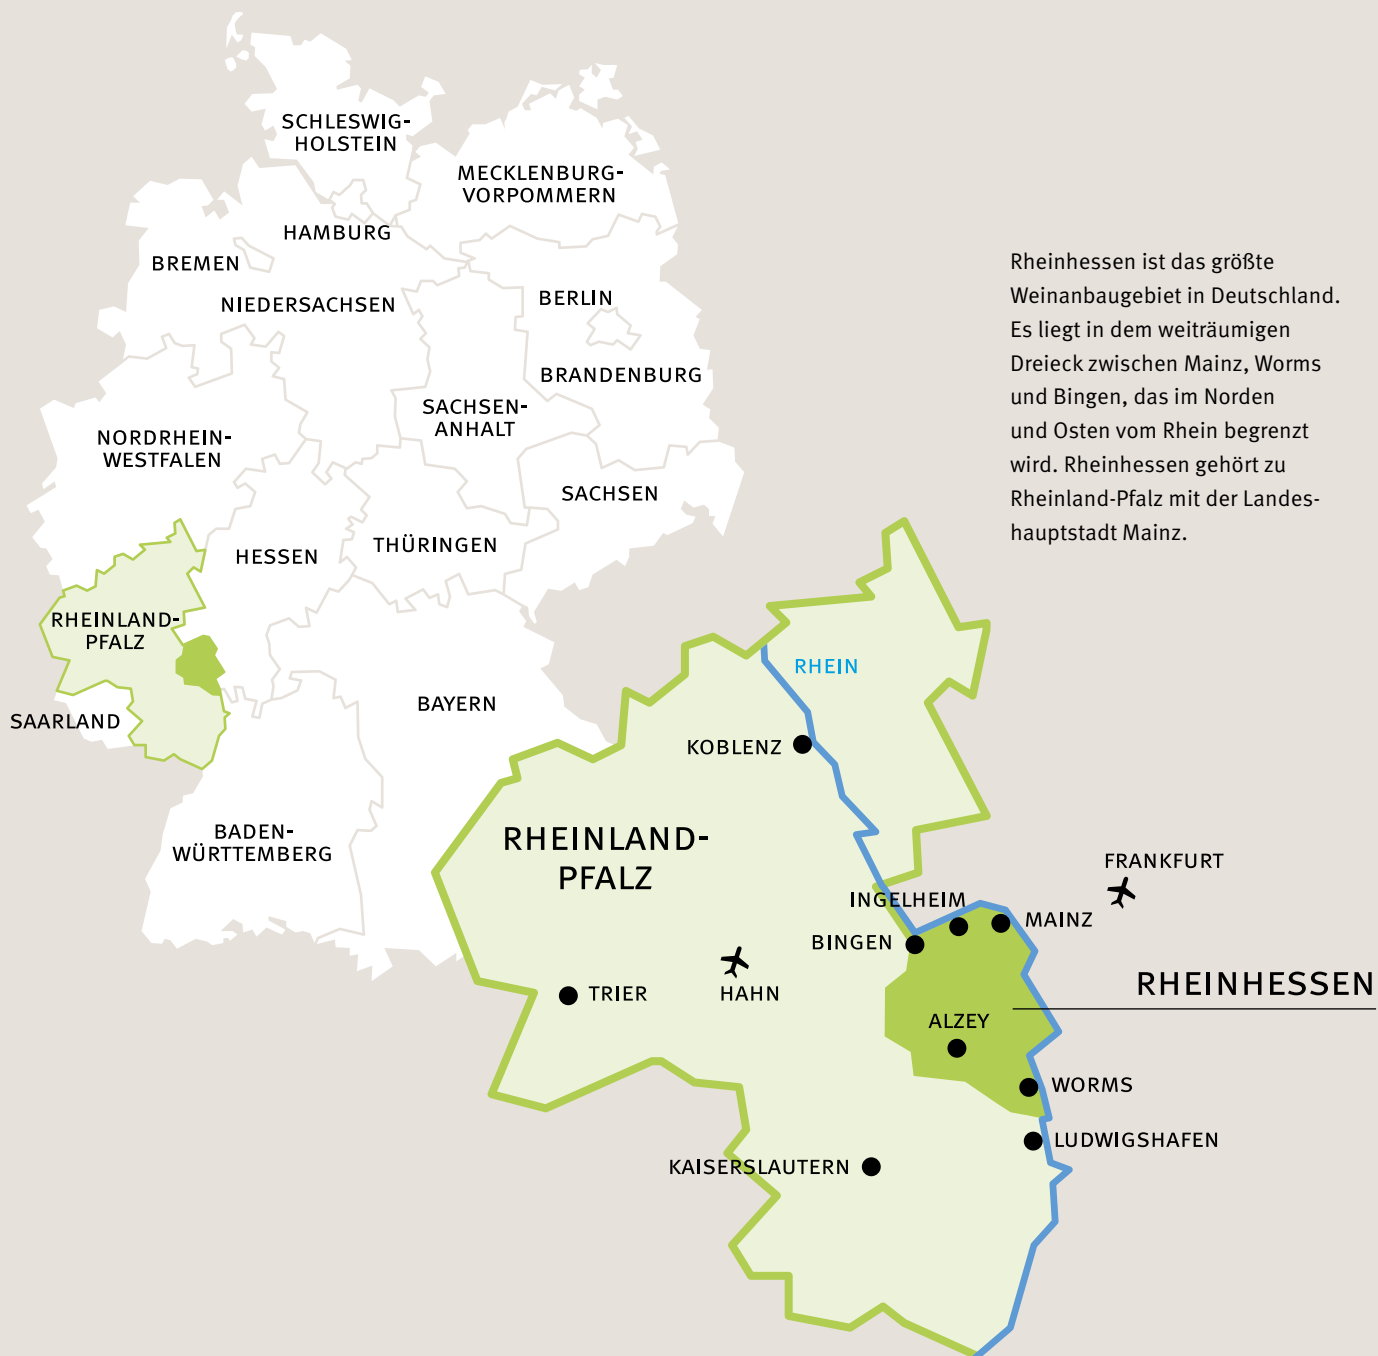 SCHLESWIG-
HOLSTEIN
MECKLENBURG-
VORPOMMERN
HAMBURG
BREMEN
NIEDERSACHSEN
BERLIN
BRANDENBURG
SACHSEN-
ANHALT
NORDRHEIN-
WESTFALEN
SACHSEN
THÜRINGEN
HESSEN
RHEINLAND-
PFALZ
SAARLAND
BAYERN
BADEN-
WÜRTTEMBERG
Rheinhessen ist das größte
Weinanbaugebiet in Deutschland.
Es liegt in dem weiträumigen
Dreieck zwischen Mainz, Worms
und Bingen, das im Norden
und Osten vom Rhein begrenzt
wird. Rheinhessen gehört zu
Rheinland-Pfalz mit der Landes-
hauptstadt Mainz.
RHEIN
KOBLENZ
RHEINLAND-
PFALZ
FRANKFURT
INGELHEIM
MAINZ
BINGEN
RHEINHESSEN
TRIER
HAHN
ALZEY
WORMS
LUDWIGSHAFEN
KAISERSLAUTERN